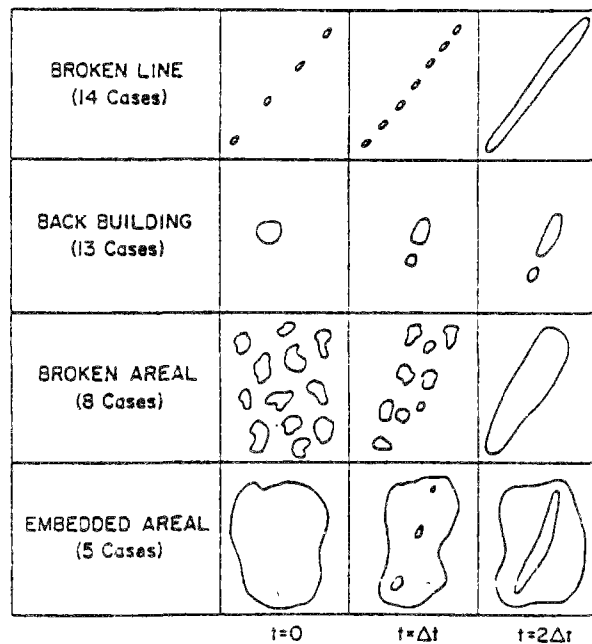 BROKEN LINE
(14 Cases)
BACK BUILDING
(13 Cases)
BROKEN AREAL
(8 Cases)
EMBEDDED AREAL
(5 Cases)
t=0
t=Δt
t=2Δt